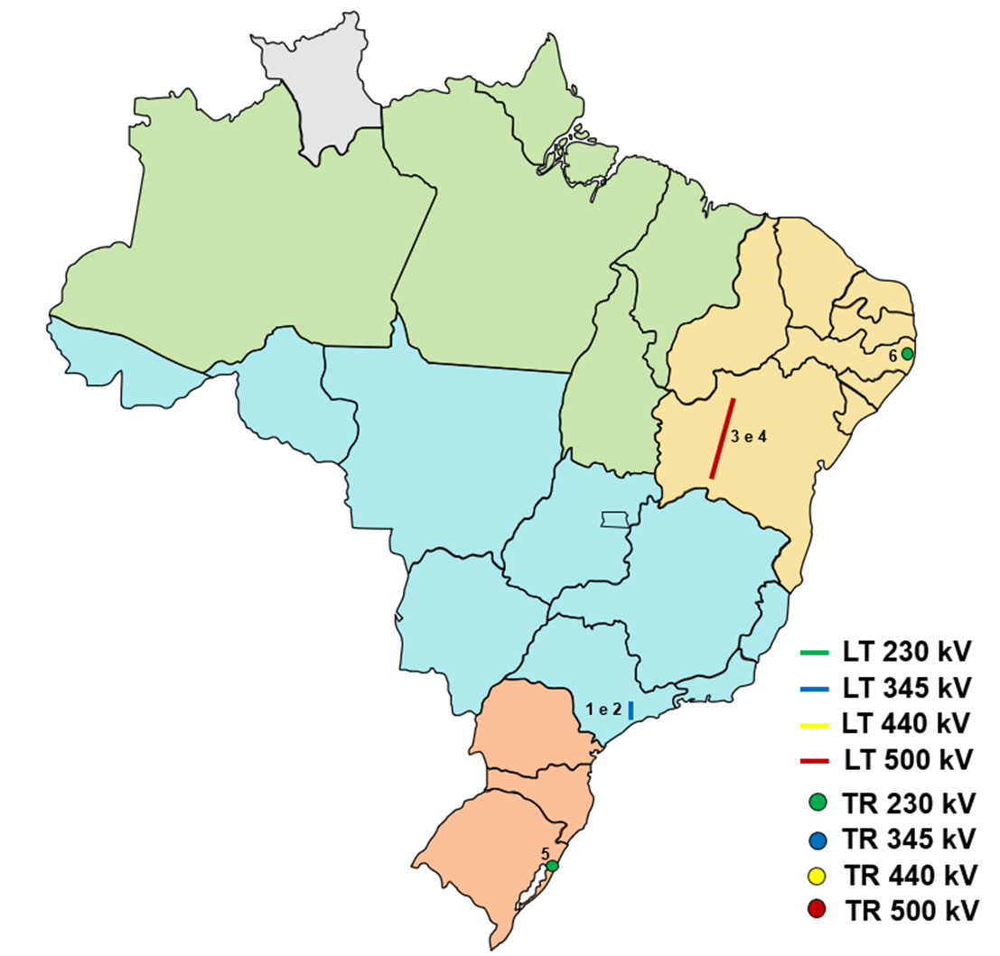 6
3 e 4
1 e 2
5
LT 230 kV
LT 345 kV
LT 440 kV
LT 500 kV
TR 230 kV
TR 345 kV
TR 440 kV
TR 500 kV